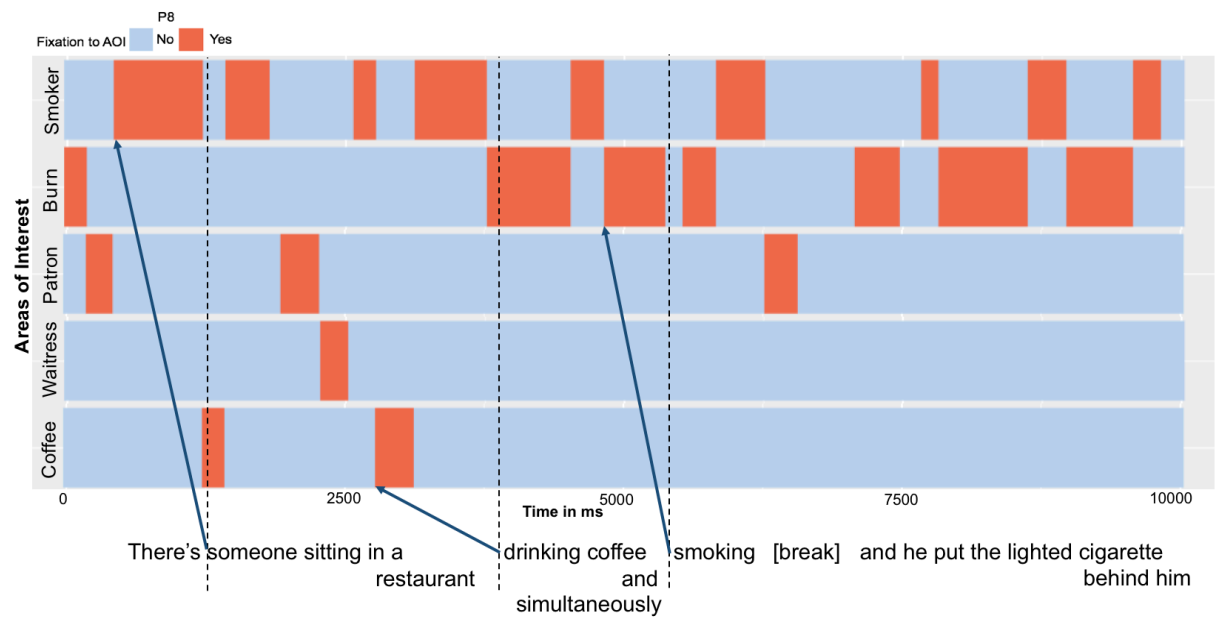 P8
Fixation to AOI No Yes
Areas of Interest
Smoker
Burn
Patron
Waitress
Coffee
0 2500 5000 7500 10000
Time in ms
There's someone sitting in a drinking coffee smoking [break] and he put the lighted cigarette
restaurant and behind him
simultaneously